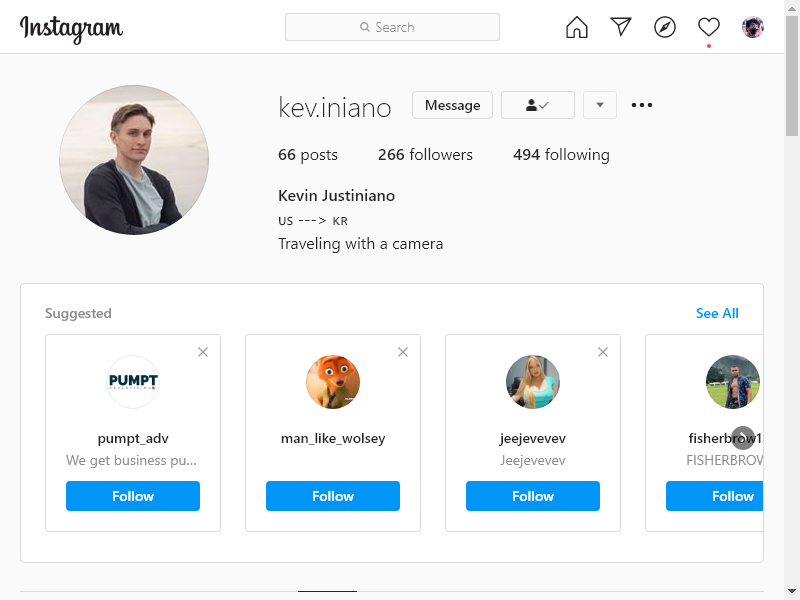 Instagram
Search
kev.iniano
Message
66 posts 266 followers 494 following
Kevin Justiniano
US ---> KR
Traveling with a camera
Suggested
See All
PUMPT
pumpt_adv
We get business pu...
Follow
man_like_wolsey
Follow
jeejevevev
Jeejevevev
Follow
fisherbrow1
FISHERBROW
Follow